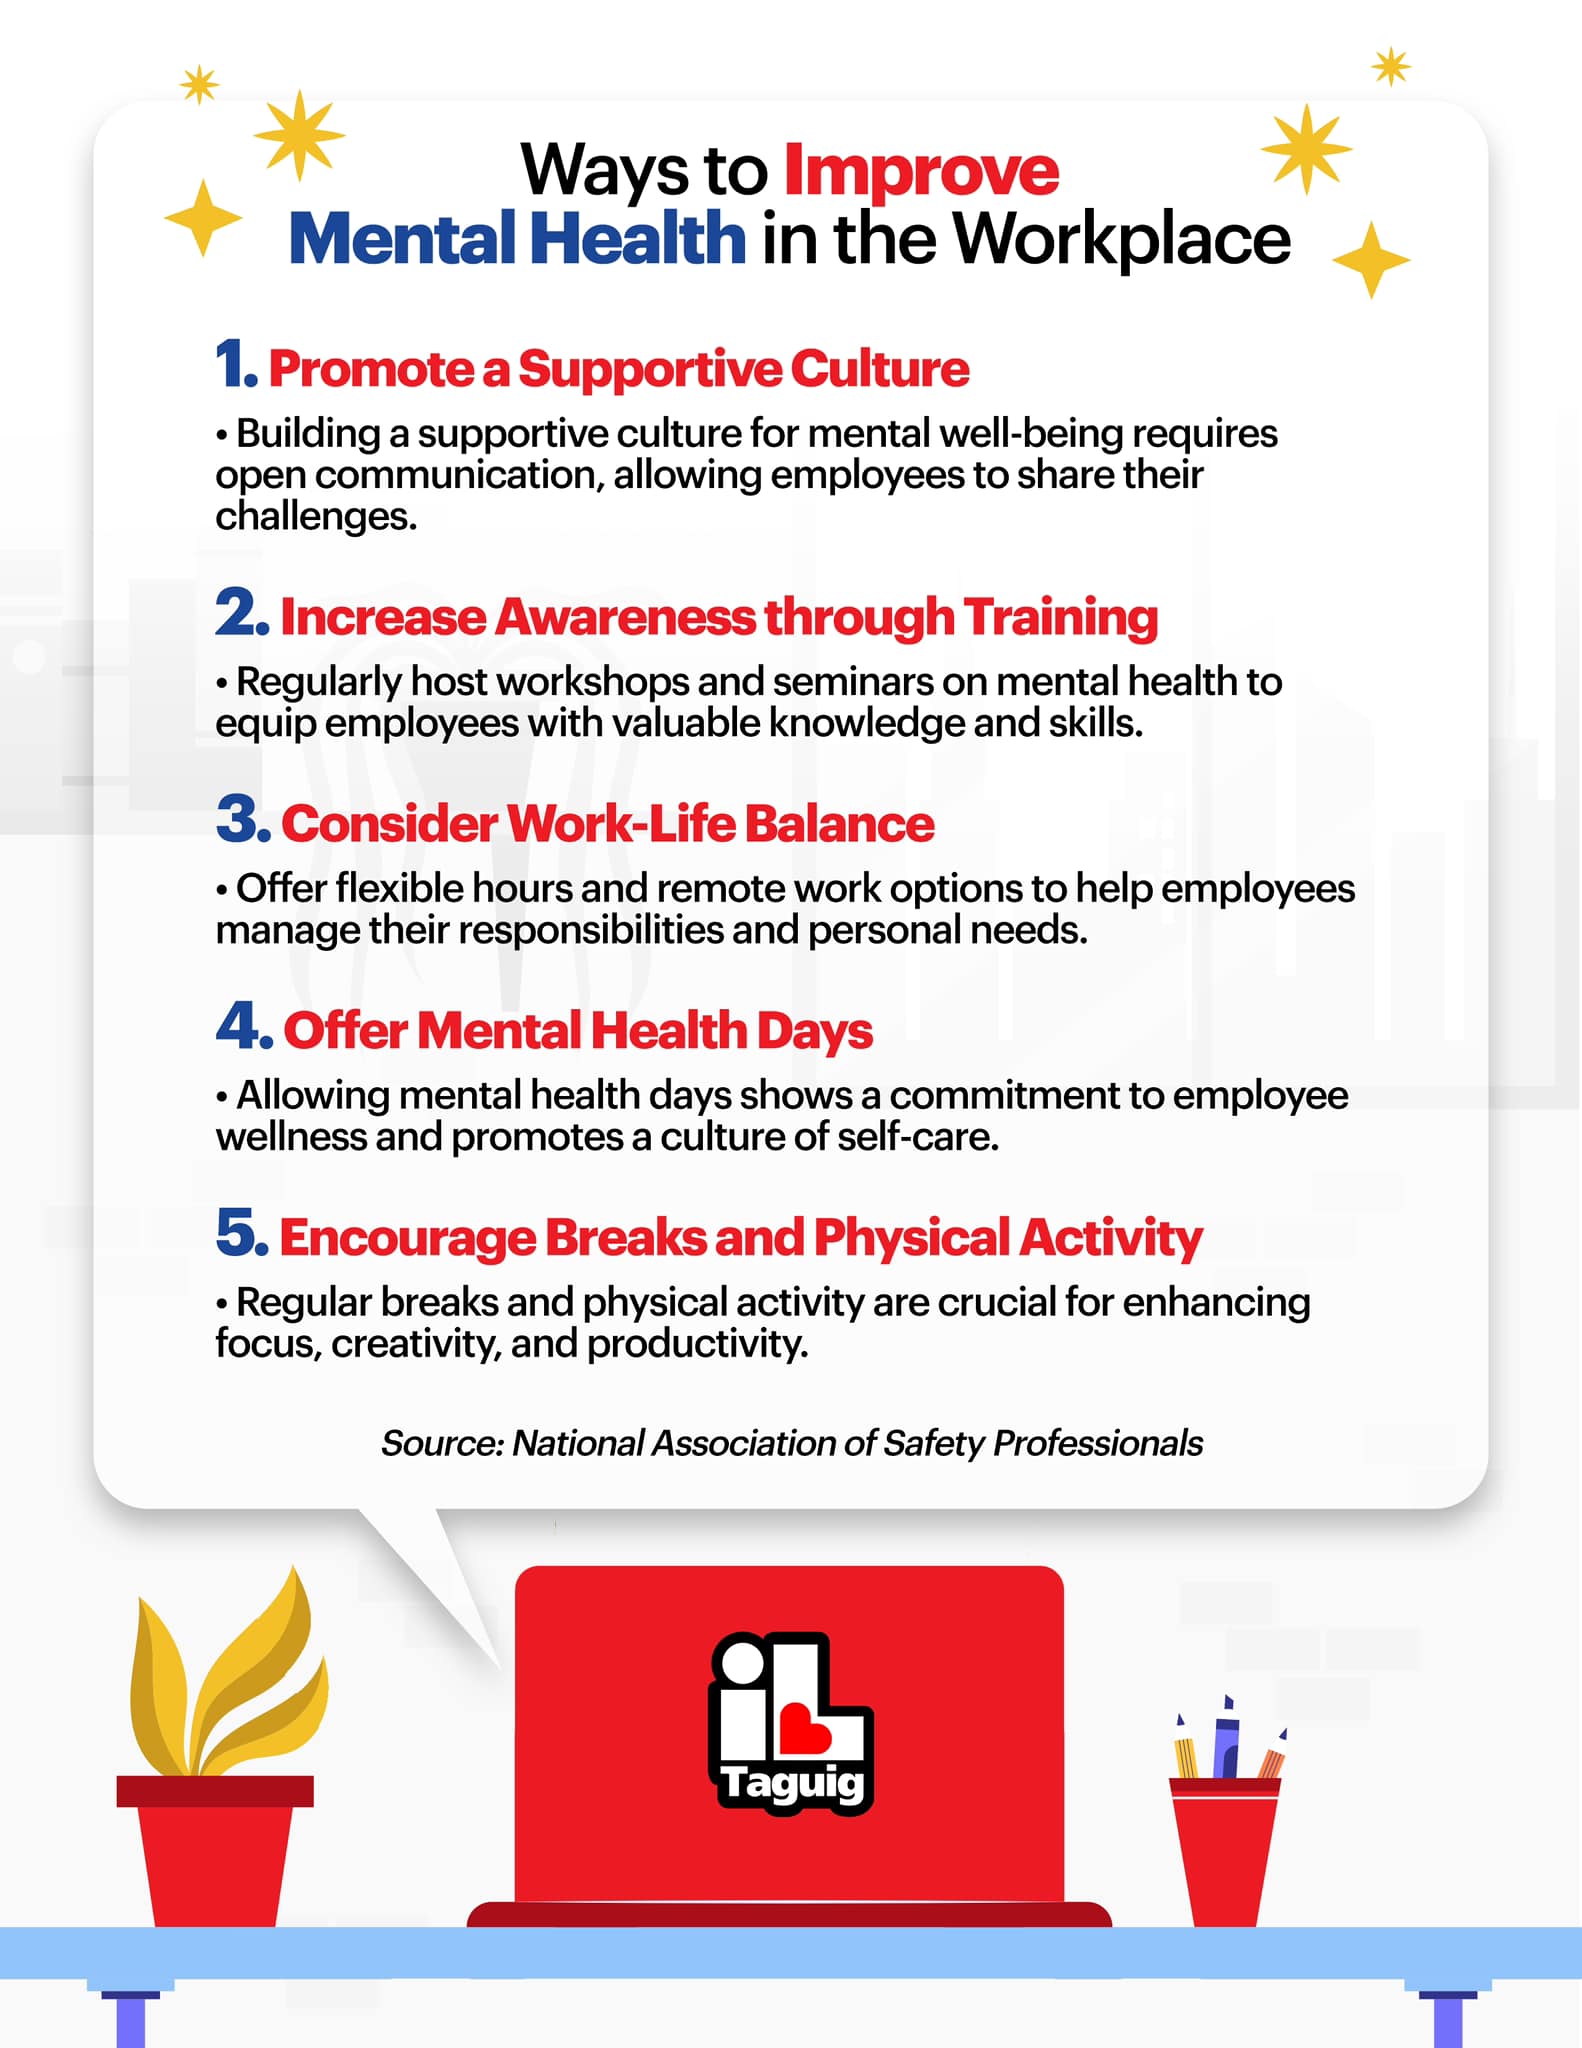 Ways to Improve
Mental Health in the Workplace
1. Promote a Supportive Culture
• Building a supportive culture for mental well-being requires
open communication, allowing employees to share their
challenges.
2. Increase Awareness through Training
• Regularly host workshops and seminars on mental health to
equip employees with valuable knowledge and skills.
3. Consider Work-Life Balance
• Offer flexible hours and remote work options to help employees
manage their responsibilities and personal needs.
4. Offer Mental Health Days
• Allowing mental health days shows a commitment to employee
wellness and promotes a culture of self-care.
5. Encourage Breaks and Physical Activity
• Regular breaks and physical activity are crucial for enhancing
focus, creativity, and productivity.
Source: National Association of Safety Professionals
iL
Taguig